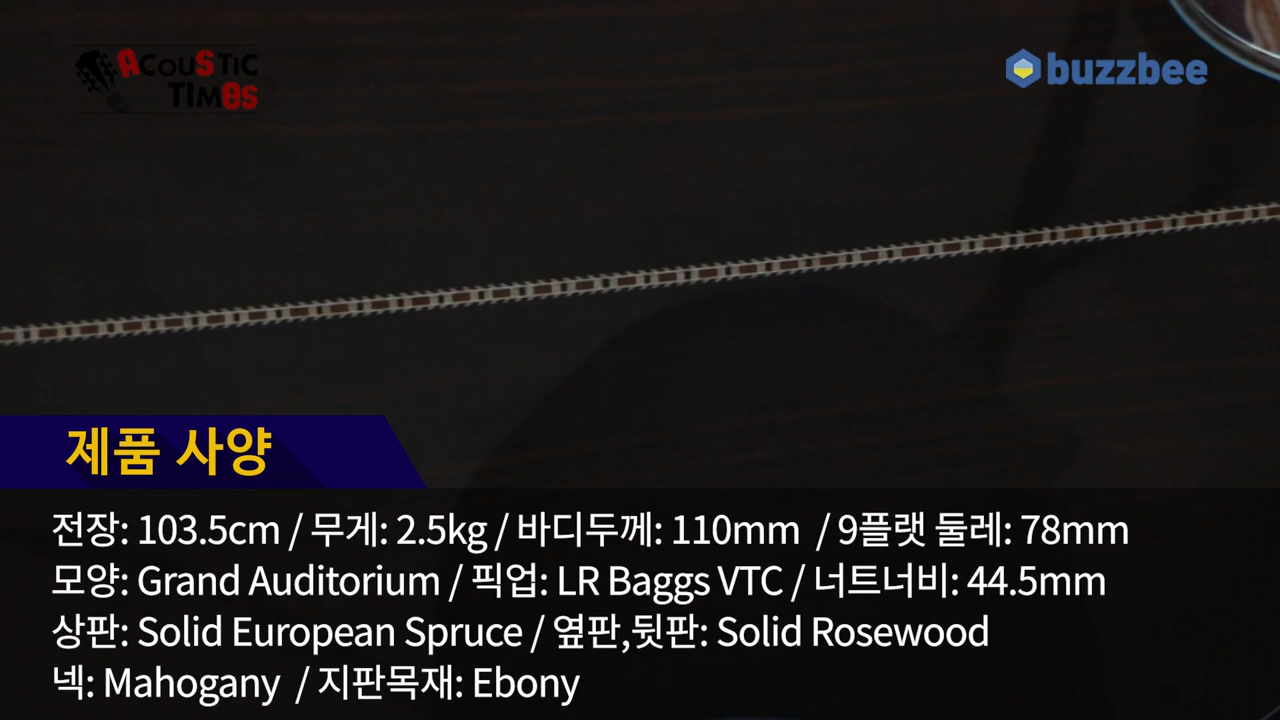 ACOUSTIC
TIMES
buzzbee
제품 사양
전장: 103.5cm / 무게: 2.5kg / 바디두께: 110mm / 9플랫 둘레: 78mm
모양: Grand Auditorium / 픽업: LR Baggs VTC / 너트너비: 44.5mm
상판: Solid European Spruce / 옆판,뒷판: Solid Rosewood
넥: Mahogany / 지판목재: Ebony